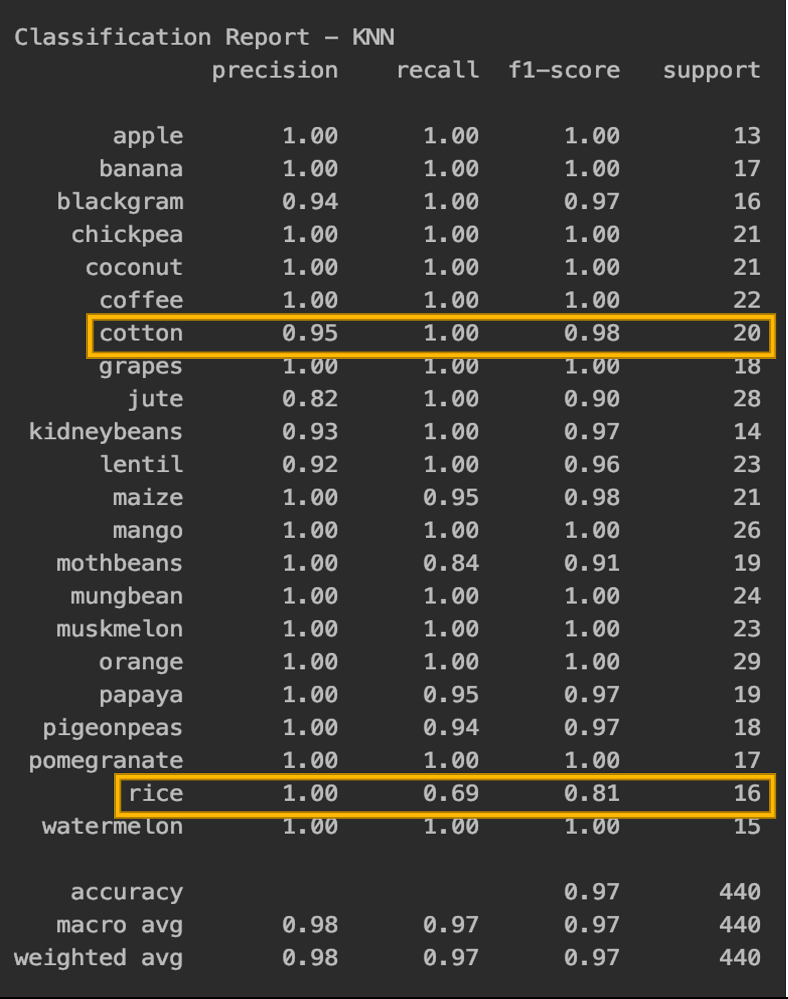 Classification Report – KNN
precision recall f1-score support
apple 1.00 1.00 1.00 13
banana 1.00 1.00 1.00 17
blackgram 0.94 1.00 0.97 16
chickpea 1.00 1.00 1.00 21
coconut 1.00 1.00 1.00 21
coffee 1.00 1.00 1.00 22
cotton 0.95 1.00 0.98 20
grapes 1.00 1.00 1.00 18
jute 0.82 1.00 0.90 28
kidneybeans 0.93 1.00 0.97 14
lentil 0.92 1.00 0.96 23
maize 1.00 0.95 0.98 21
mango 1.00 1.00 1.00 26
mothbeans 1.00 0.84 0.91 19
mungbean 1.00 1.00 1.00 24
muskmelon 1.00 1.00 1.00 23
orange 1.00 1.00 1.00 29
papaya 1.00 0.95 0.97 19
pigeonpeas 1.00 0.94 0.97 18
pomegranate 1.00 1.00 1.00 17
rice 1.00 0.69 0.81 16
watermelon 1.00 1.00 1.00 15
accuracy 0.97 440
macro avg 0.98 0.97 0.97 440
weighted avg 0.98 0.97 0.97 440